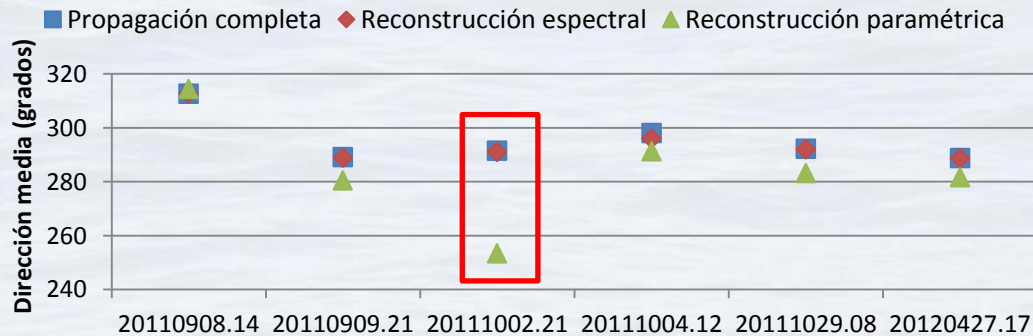 Propagación completa Reconstrucción espectral Reconstrucción paramétrica
Dirección media (grados)
320
300
280
260
240
20110908.14 20110909.21 20111002.21 20111004.12 20111029.08 20120427.17